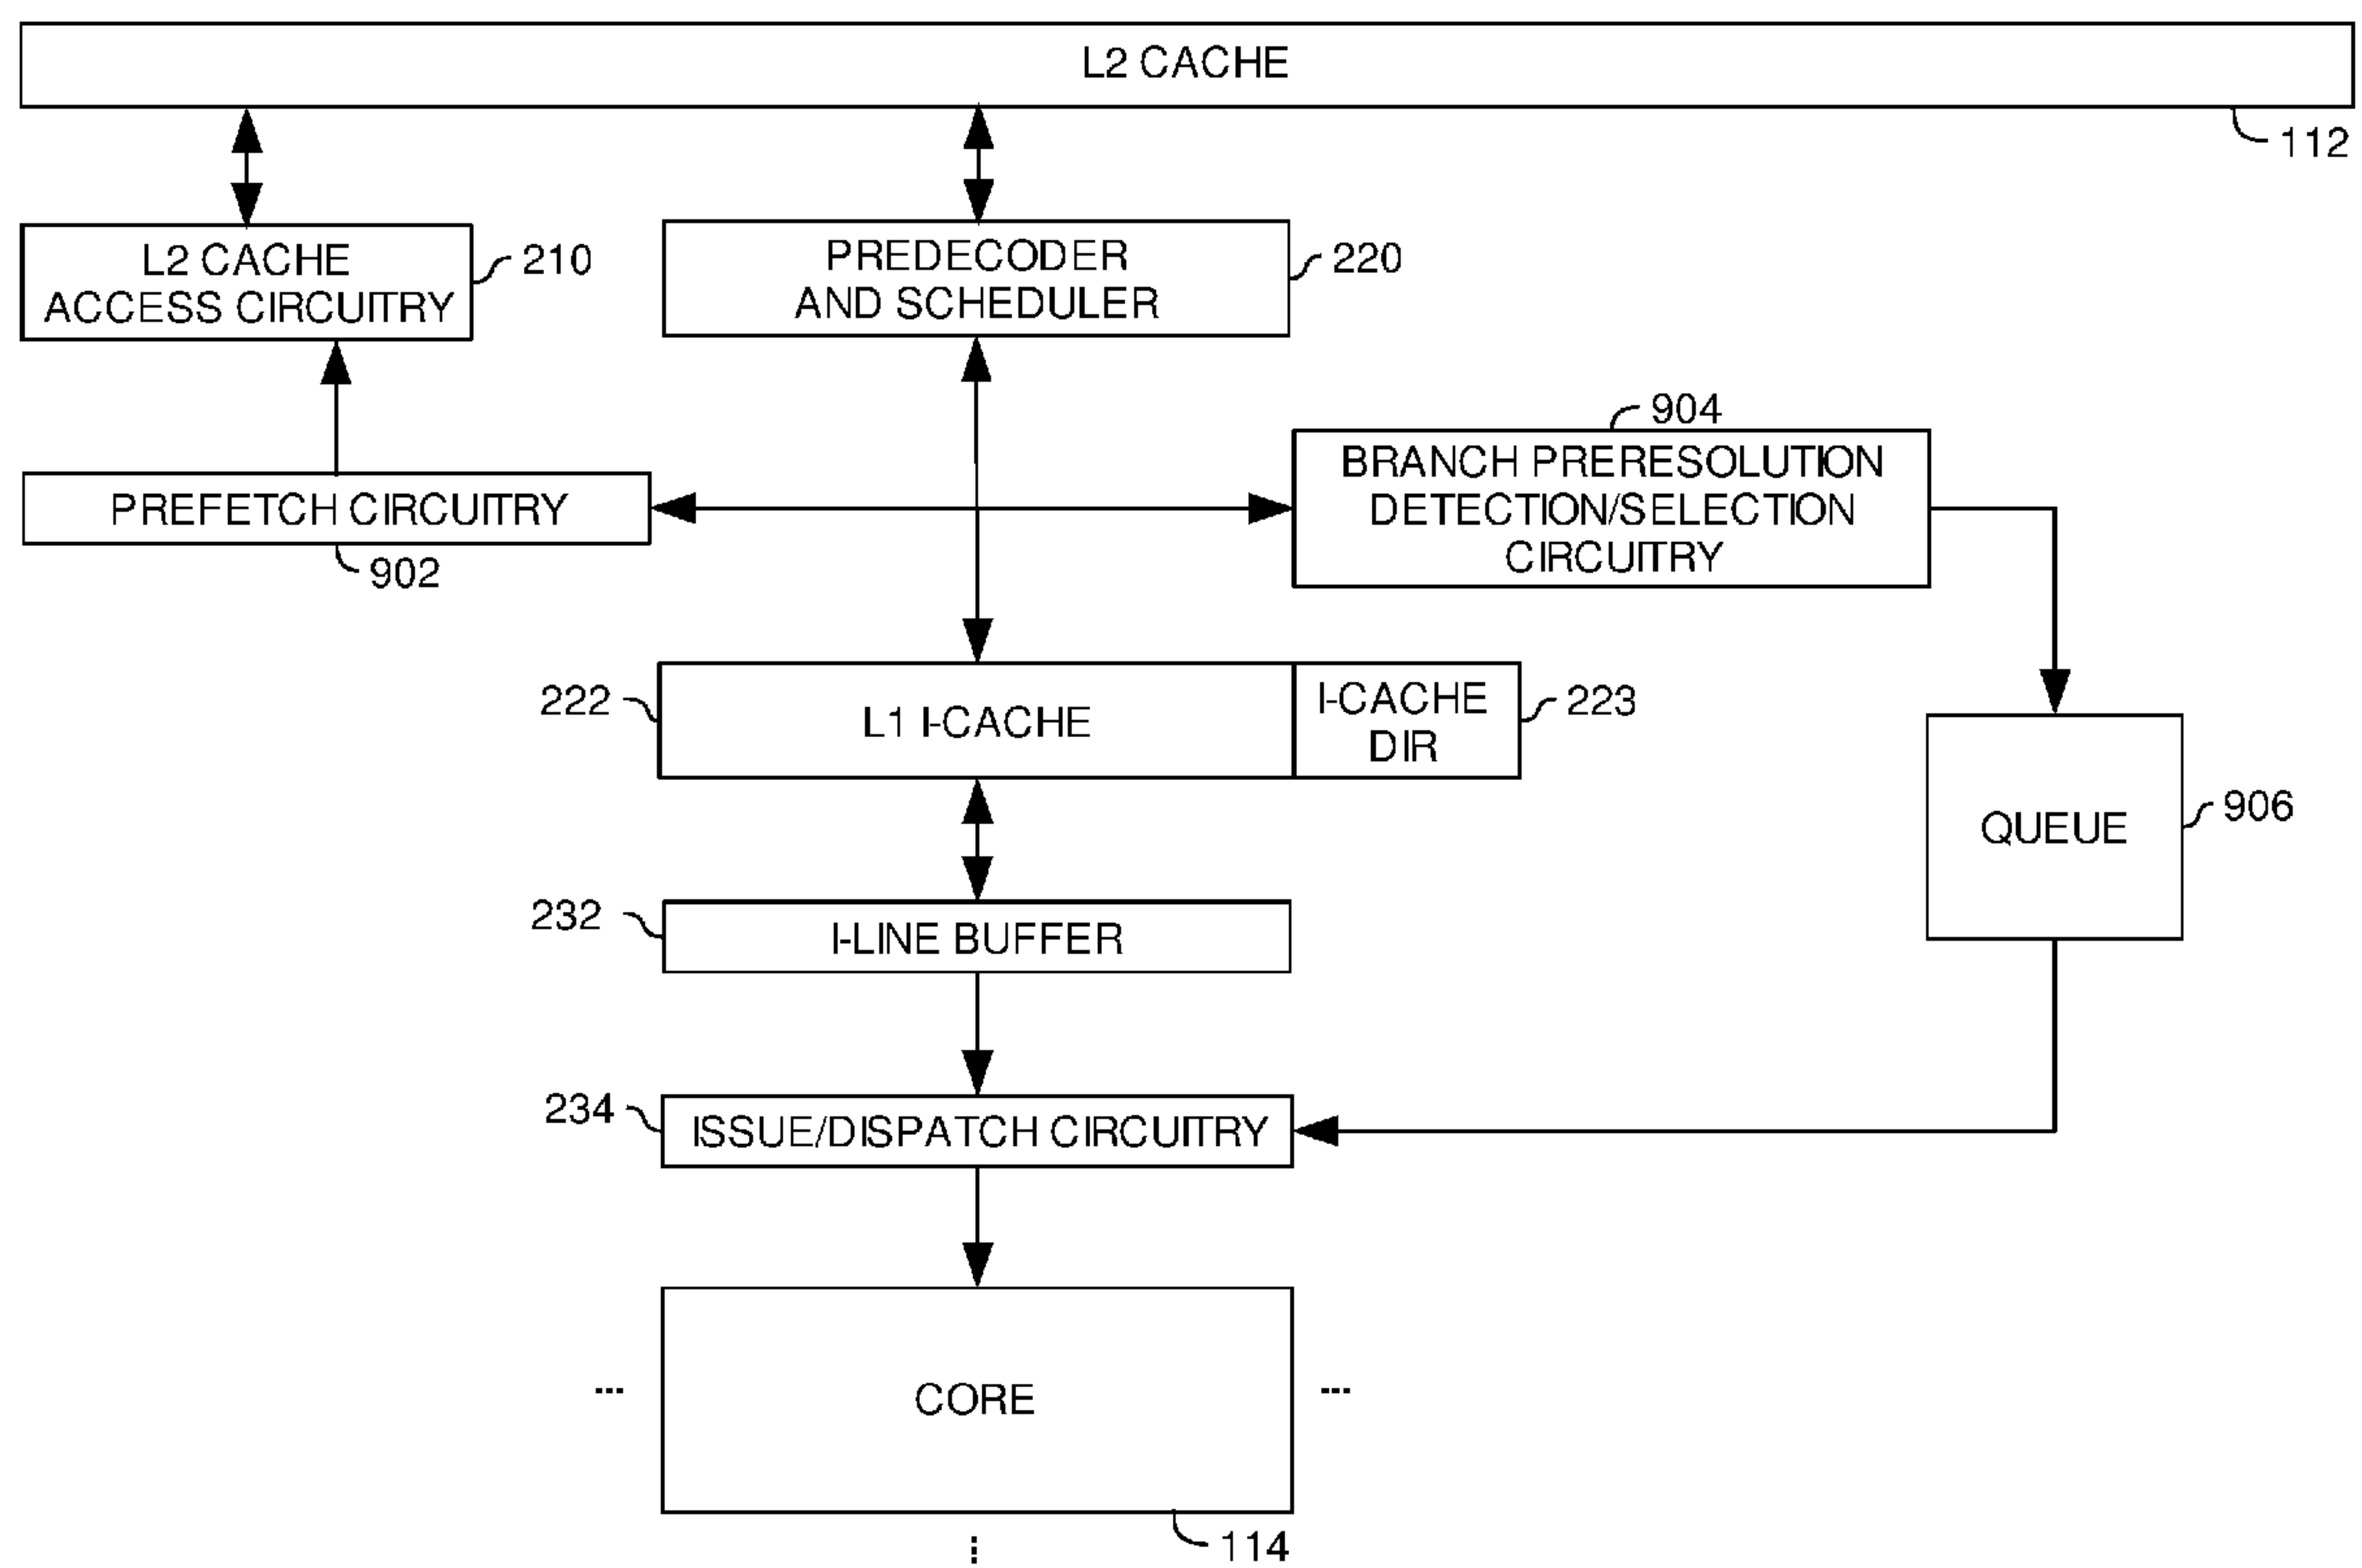 L2 CACHE
112
L2 CACHE
ACCESS CIRCUITRY
210
PREDECODER
AND SCHEDULER
220
904
PREFETCH CIRCUITRY
902
BRANCH PRERESOLUTION
DETECTION/SELECTION
CIRCUITRY
222
L1 I-CACHE
I-CACHE
DIR
223
QUEUE
906
232
I-LINE BUFFER
234
ISSUE/DISPATCH CIRCUITRY
...
CORE
...
114
...